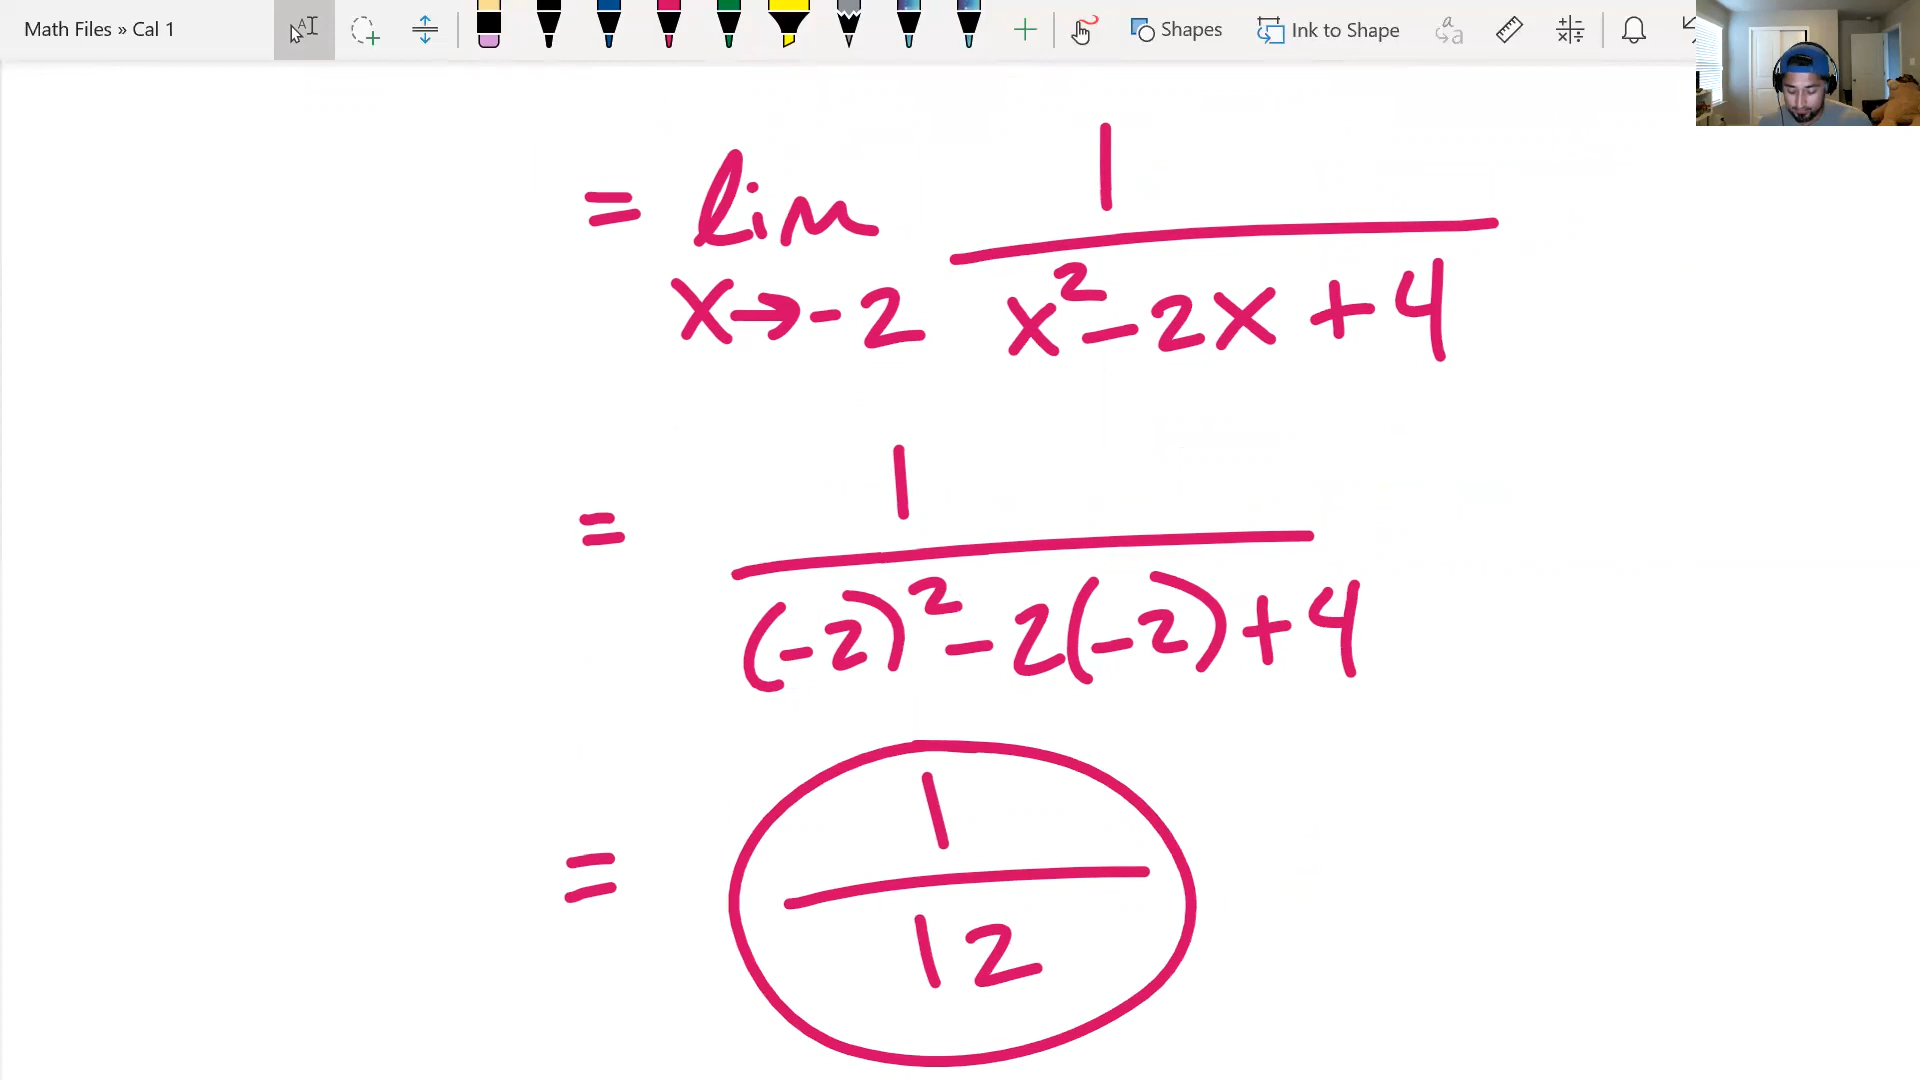 Math Files » Cal 1
Shapes
Ink to Shape
= lim 1
x→-2 x²-2x+4
= 1
(-2)²-2(-2)+4
= 1
12